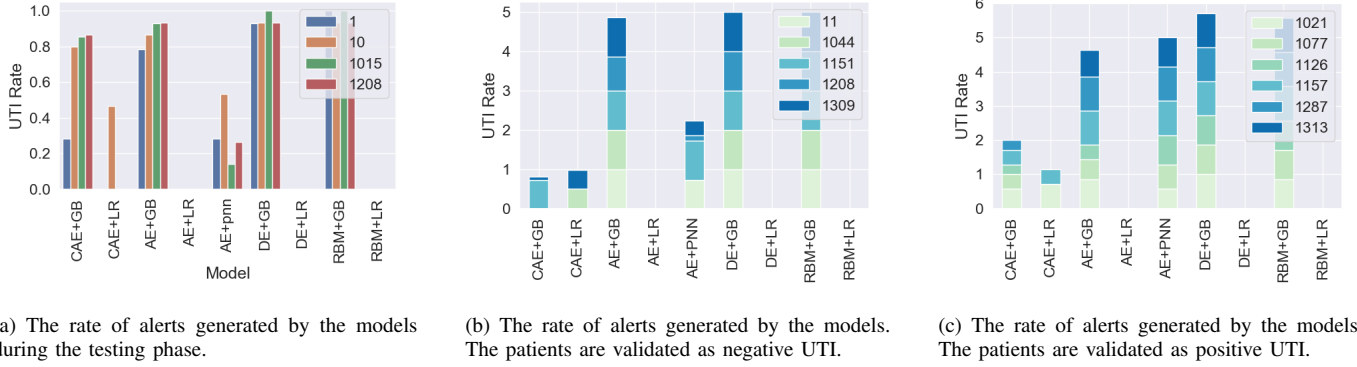 UTI Rate
1.0
0.8
0.6
0.4
0.2
0.0
1
10
1015
1208
CAE+GB
CAE+LR
AE+GB
AE+LR
AE+pnn
DE+GB
DE+LR
RBM+GB
RBM+LR
Model
a) The rate of alerts generated by the models
during the testing phase.
UTI Rate
5
4
3
2
1
0
11
1044
1151
1208
1309
CAE+GB
CAE+LR
AE+GB
AE+LR
AE+PNN
DE+GB
DE+LR
RBM+GB
RBM+LR
(b) The rate of alerts generated by the models.
The patients are validated as negative UTI.
UTI Rate
6
5
4
3
2
1
0
1021
1077
1126
1157
1287
1313
CAE+GB
CAE+LR
AE+GB
AE+LR
AE+PNN
DE+GB
DE+LR
RBM+GB
RBM+LR
(c) The rate of alerts generated by the models
The patients are validated as positive UTI.